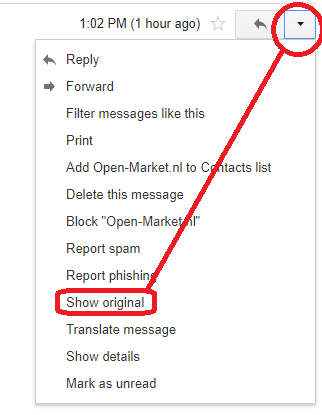 1:02 PM (1 hour ago)
Reply
Forward
Filter messages like this
Print
Add Open-Market.nl to Contacts list
Delete this message
Block "Open-Market.nl"
Report spam
Report phishing
Show original
Translate message
Show details
Mark as unread